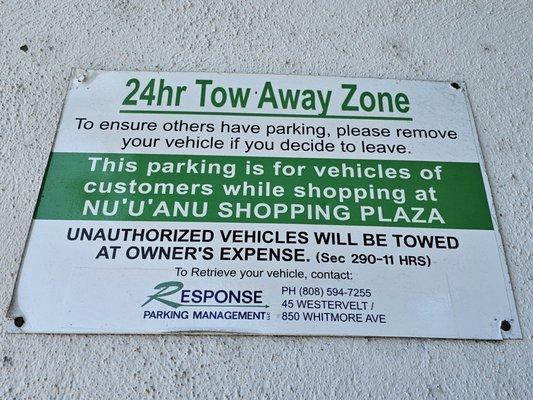 24hr Tow Away Zone
To ensure others have parking, please remove
your vehicle if you decide to leave.
This parking is for vehicles of
customers while shopping at
NU'U'ANU SHOPPING PLAZA
UNAUTHORIZED VEHICLES WILL BE TOWED
AT OWNER'S EXPENSE. (Sec 290-11 HRS)
To Retrieve your vehicle, contact:
RESPONSE
PARKING MANAGEMENT LLC
PH (808) 594-7255
45 WESTERVELT /
850 WHITMORE AVE